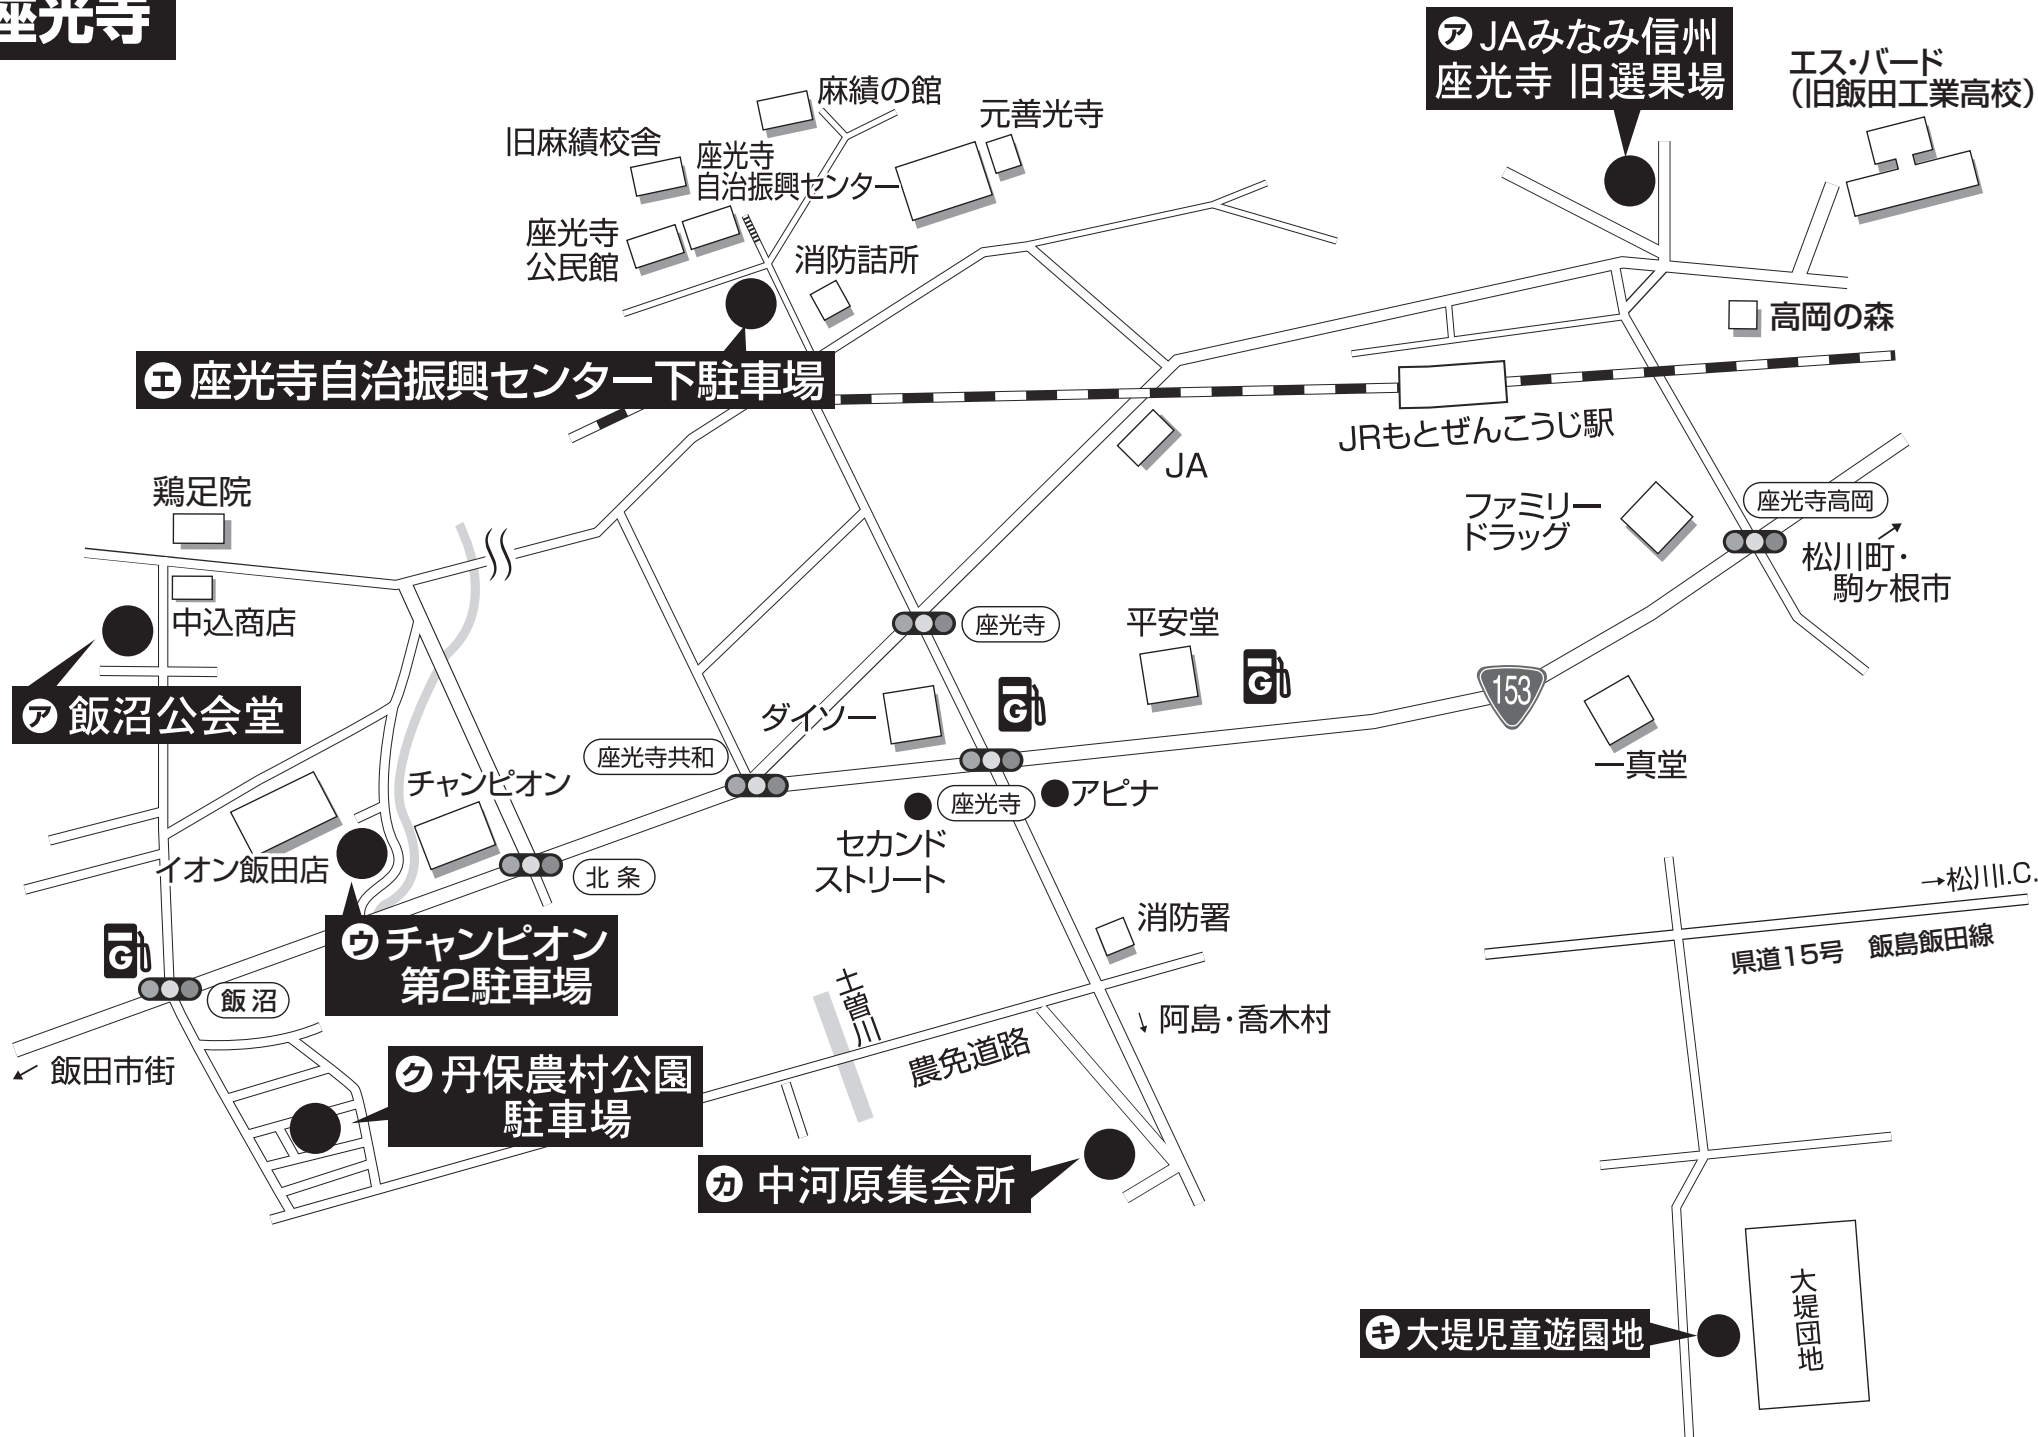 座光寺
㋐JAみなみ信州
座光寺 旧選果場
エス・バード
（旧飯田工業高校）
麻績の館
元善光寺
旧麻績校舎
座光寺
自治振興センター
座光寺
公民館
消防詰所
高岡の森
㋓座光寺自治振興センター下駐車場
JRもとぜんこうじ駅
JA
鶏足院
ファミリー
ドラッグ
座光寺高岡
松川町・
駒ヶ根市
中込商店
座光寺
平安堂
G
G
153
㋐飯沼公会堂
ダイソー
座光寺共和
一真堂
チャンピオン
座光寺
アピナ
セカンド
ストリート
イオン飯田店
北条
→松川I.C.
県道15号 飯島飯田線
消防署
㋒チャンピオン
第2駐車場
G
飯沼
土曽川
阿島・喬木村
農免道路
飯田市街
㋗丹保農村公園
駐車場
㋕中河原集会所
大堤団地
㋖大堤児童遊園地